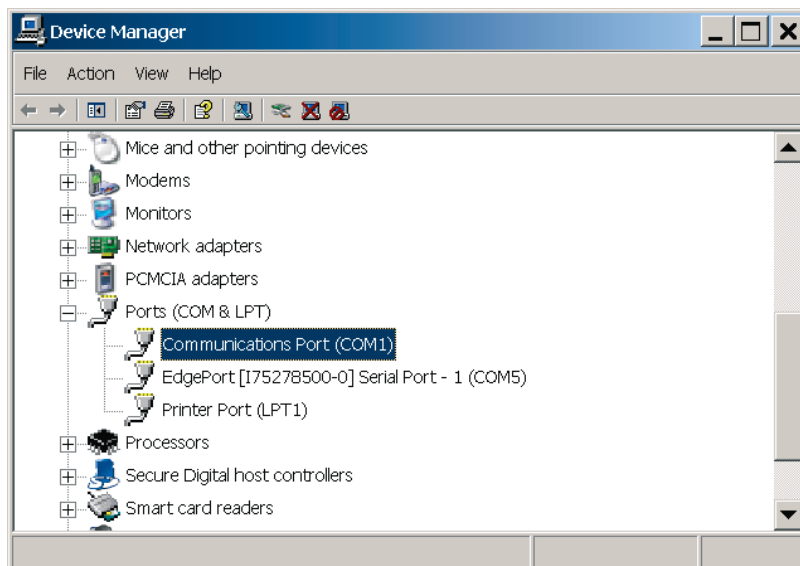 Device Manager
File Action View Help
Mice and other pointing devices
Modems
Monitors
Network adapters
PCMCIA adapters
Ports (COM & LPT)
Communications Port (COM1)
EdgePort [I75278500-0] Serial Port - 1 (COM5)
Printer Port (LPT1)
Processors
Secure Digital host controllers
Smart card readers